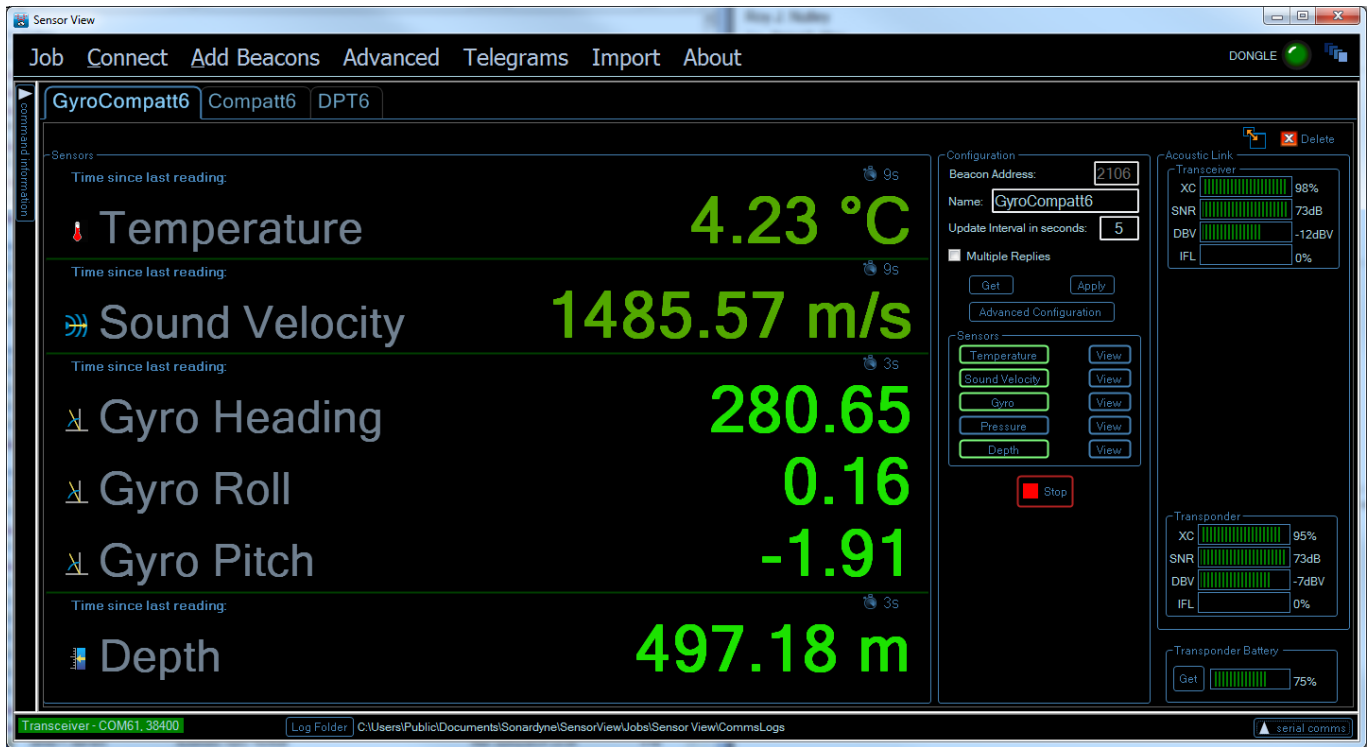 Sensor View
Job Connect Add Beacons Advanced Telegrams Import About
DONGLE
command information
GyroCompatt6 Compatt6 DPT6
Delete
Sensors
Time since last reading: 9s
Temperature 4.23 °C
Time since last reading: 9s
Sound Velocity 1485.57 m/s
Time since last reading: 3s
Gyro Heading 280.65
Gyro Roll 0.16
Gyro Pitch -1.91
Time since last reading: 3s
Depth 497.18 m
Configuration
Beacon Address: 2106
Name: GyroCompatt6
Update Interval in seconds: 5
Multiple Replies
Get Apply
Advanced Configuration
Sensors
Temperature View
Sound Velocity View
Gyro View
Pressure View
Depth View
Stop
Acoustic Link
Transceiver
XC 98%
SNR 73dB
DBV -12dBV
IFL 0%
Transponder
XC 95%
SNR 73dB
DBV -7dBV
IFL 0%
Transponder Battery
Get 75%
Transceiver - COM61, 38400
Log Folder C:\Users\Public\Documents\Sonardyne\SensorView\Jobs\Sensor View\CommsLogs
serial comms